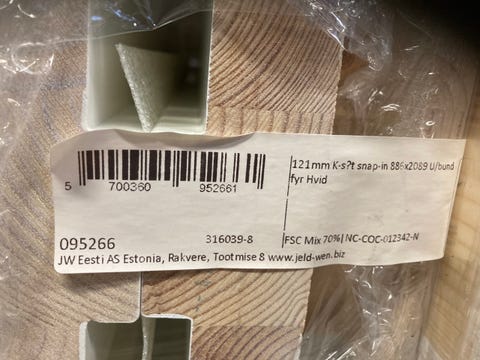 121mm K-s?t snap-in 886x2089 U/bund
fyr Hvid
5 700360 952661
095266 316039-8
FSC Mix 70%| NC-COC-012342-N
JW Eesti AS Estonia, Rakvere, Tootmise 8 www.jeld-wen.biz